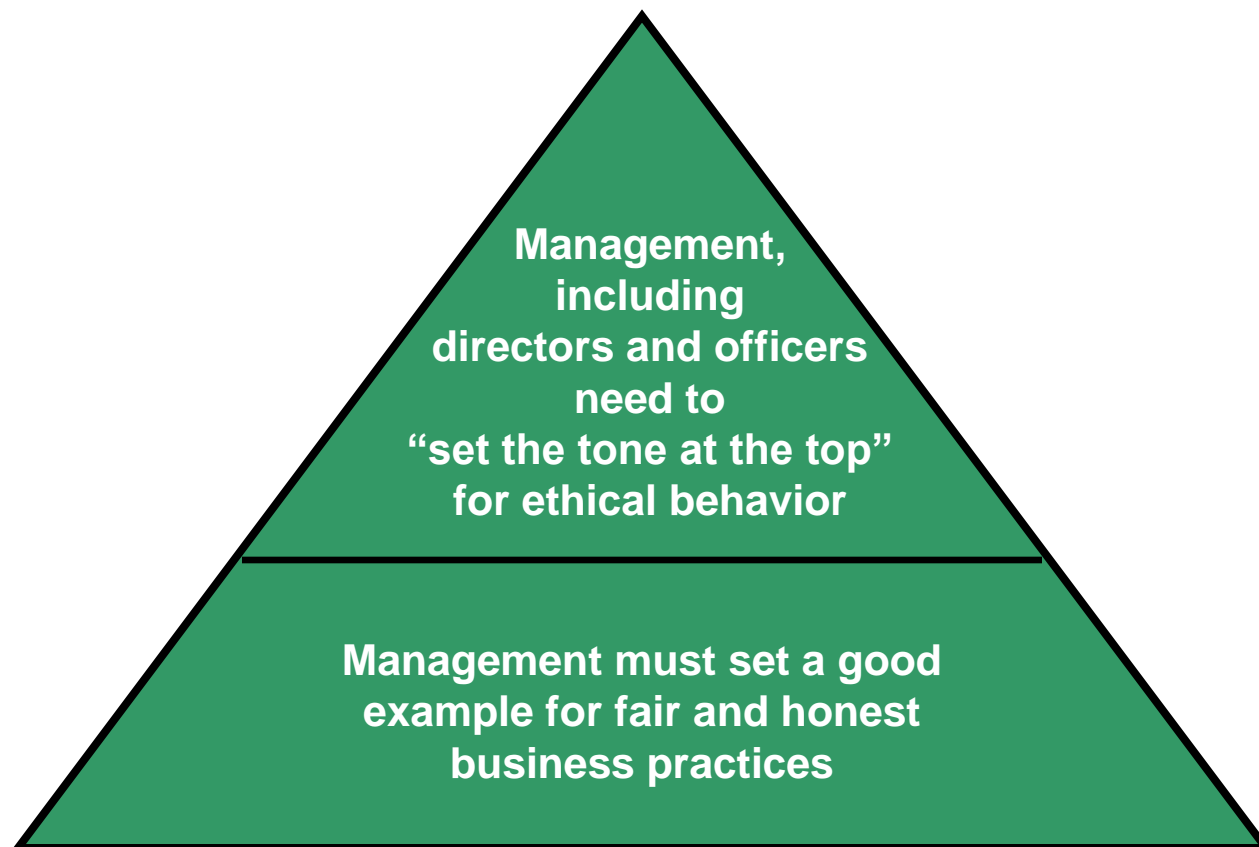 Management,
including
directors and officers
need to
“set the tone at the top”
for ethical behavior
Management must set a good
example for fair and honest
business practices